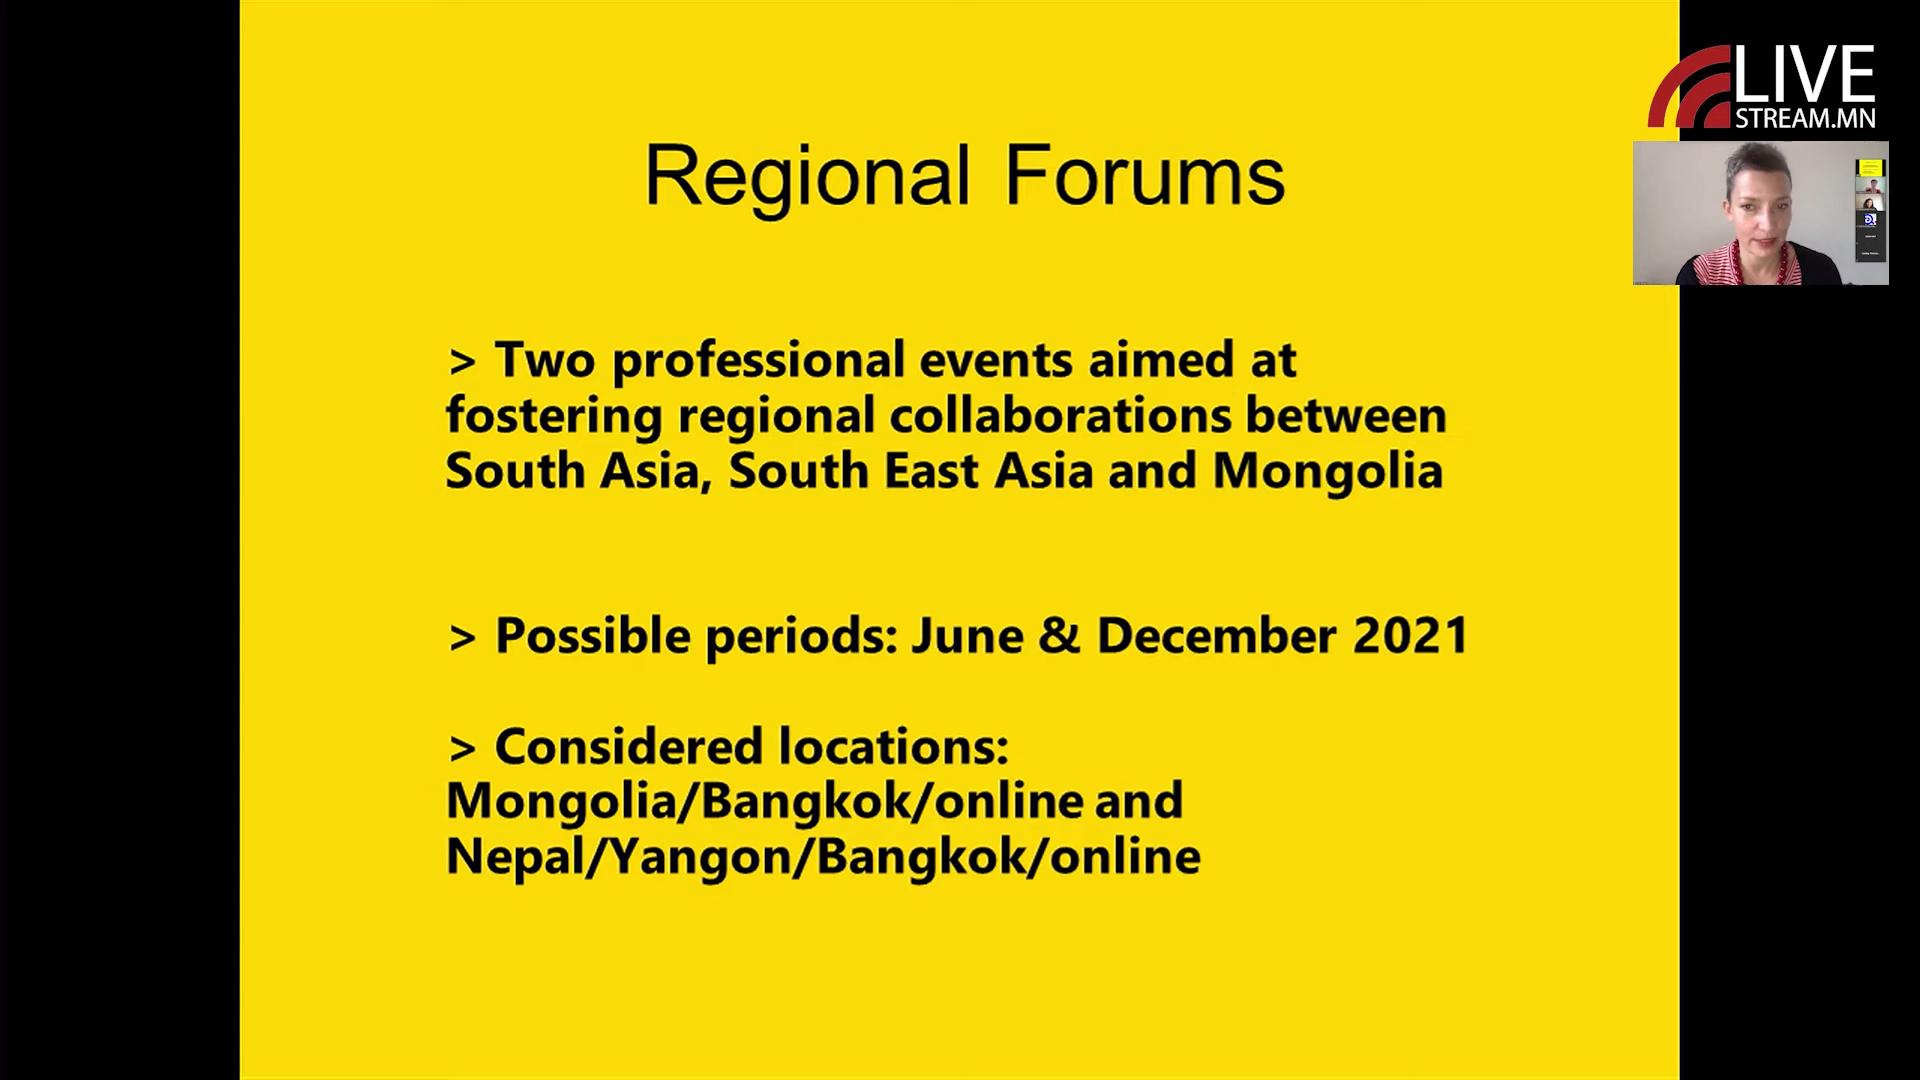 LIVE
STREAM.MN
Regional Forums
> Two professional events aimed at
fostering regional collaborations between
South Asia, South East Asia and Mongolia
> Possible periods: June & December 2021
> Considered locations:
Mongolia/Bangkok/online and
Nepal/Yangon/Bangkok/online